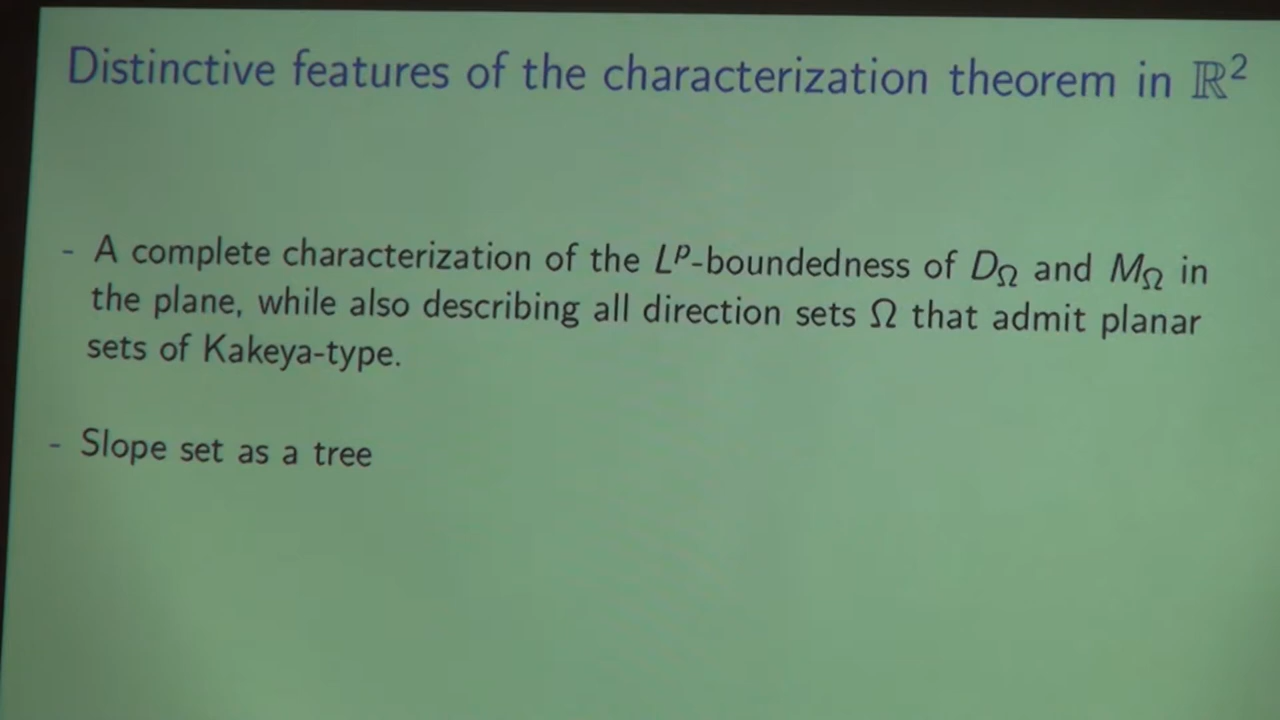 Distinctive features of the characterization theorem in ℝ²
- A complete characterization of the Lᵖ-boundedness of D_Ω and M_Ω in
the plane, while also describing all direction sets Ω that admit planar
sets of Kakeya-type.
- Slope set as a tree